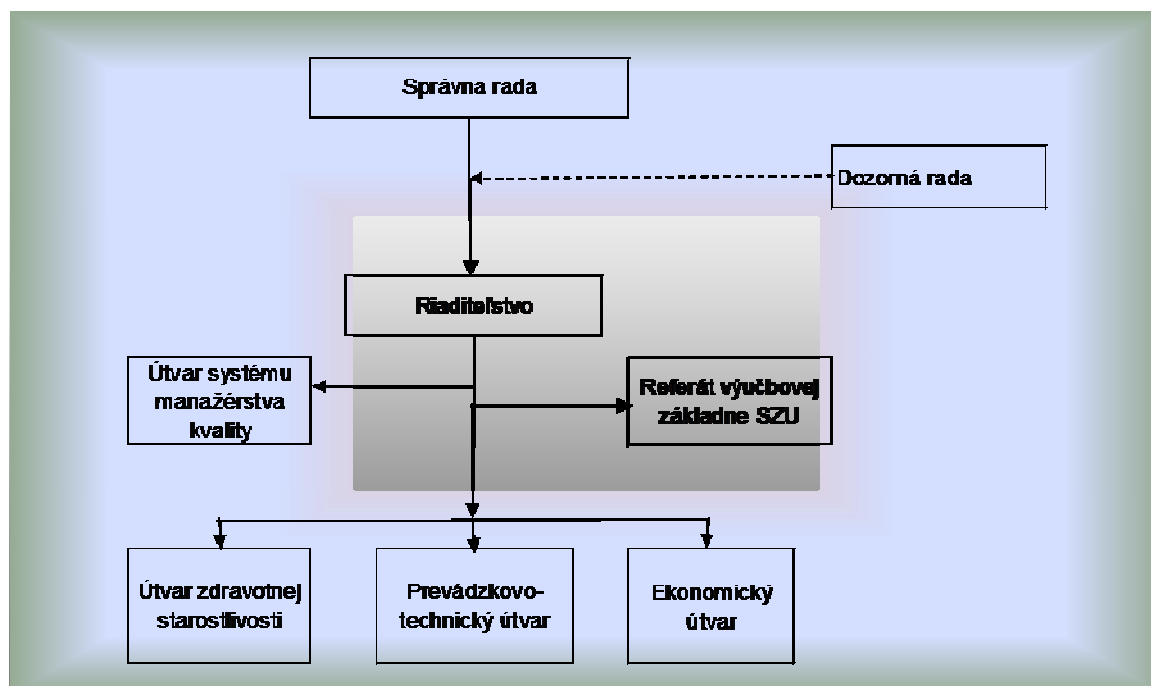 Správna rada
Dozorná rada
Riaditeľstvo
Útvar systému
manažérstva
kvality
Referát výučbovej
základne SZU
Útvar zdravotnej
starostlivosti
Prevádzkovo-
technický útvar
Ekonomický
útvar